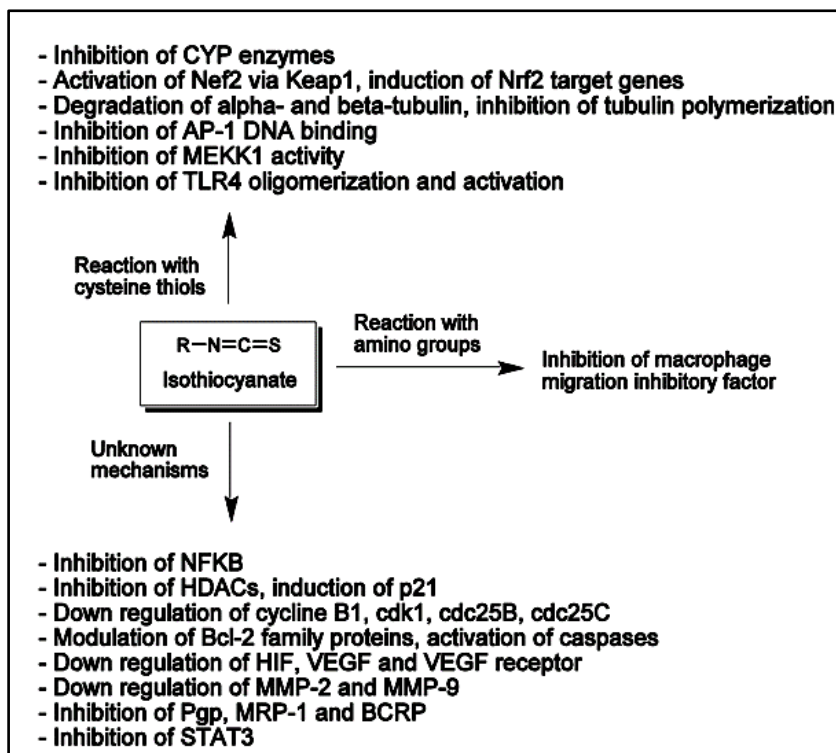 - Inhibition of CYP enzymes
- Activation of Nef2 via Keap1, induction of Nrf2 target genes
- Degradation of alpha- and beta-tubulin, inhibition of tubulin polymerization
- Inhibition of AP-1 DNA binding
- Inhibition of MEKK1 activity
- Inhibition of TLR4 oligomerization and activation
Reaction with
cysteine thiols
R-N=C=S
Isothiocyanate
Reaction with
amino groups
Inhibition of macrophage
migration inhibitory factor
Unknown
mechanisms
- Inhibition of NFKB
- Inhibition of HDACs, induction of p21
- Down regulation of cycline B1, cdk1, cdc25B, cdc25C
- Modulation of Bcl-2 family proteins, activation of caspases
- Down regulation of HIF, VEGF and VEGF receptor
- Down regulation of MMP-2 and MMP-9
- Inhibition of Pgp, MRP-1 and BCRP
- Inhibition of STAT3